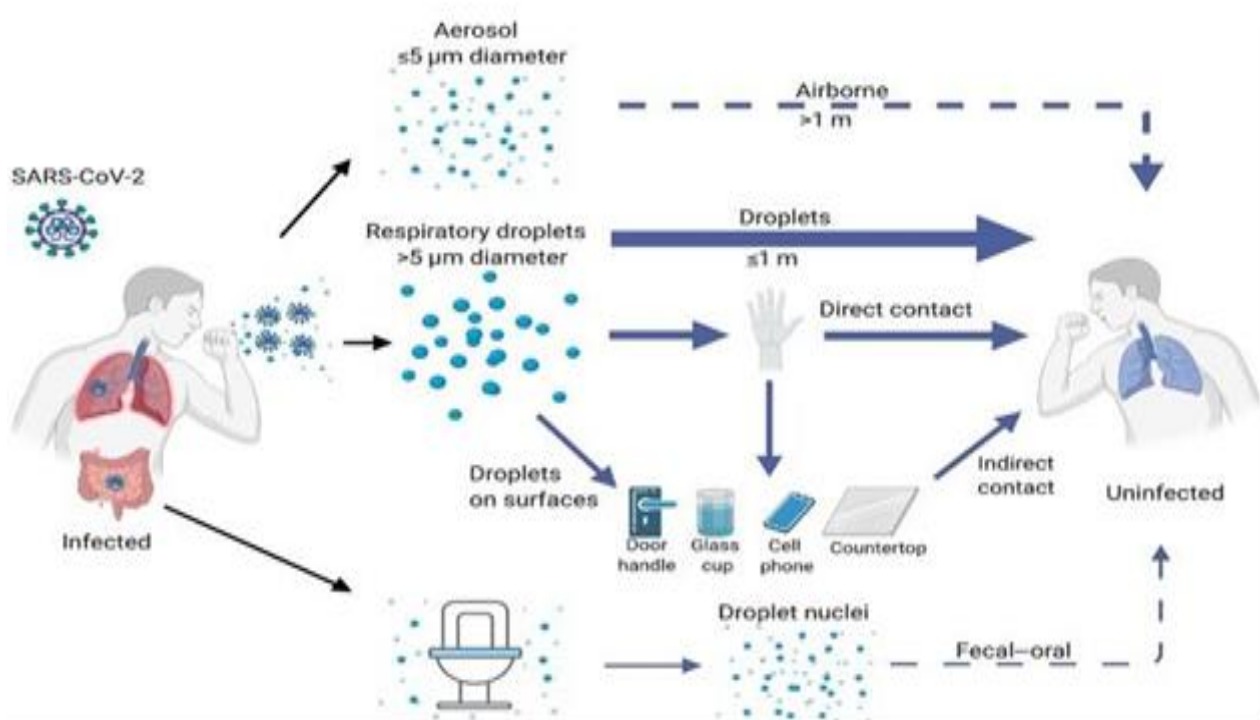 Aerosol
≤5 μm diameter
Airborne
>1 m
SARS-CoV-2
Respiratory droplets
>5 μm diameter
Droplets
≤1 m
Direct contact
Droplets
on surfaces
Indirect
contact
Uninfected
Infected
Door
handle
Glass
cup
Cell
phone
Countertop
Droplet nuclei
Fecal–oral